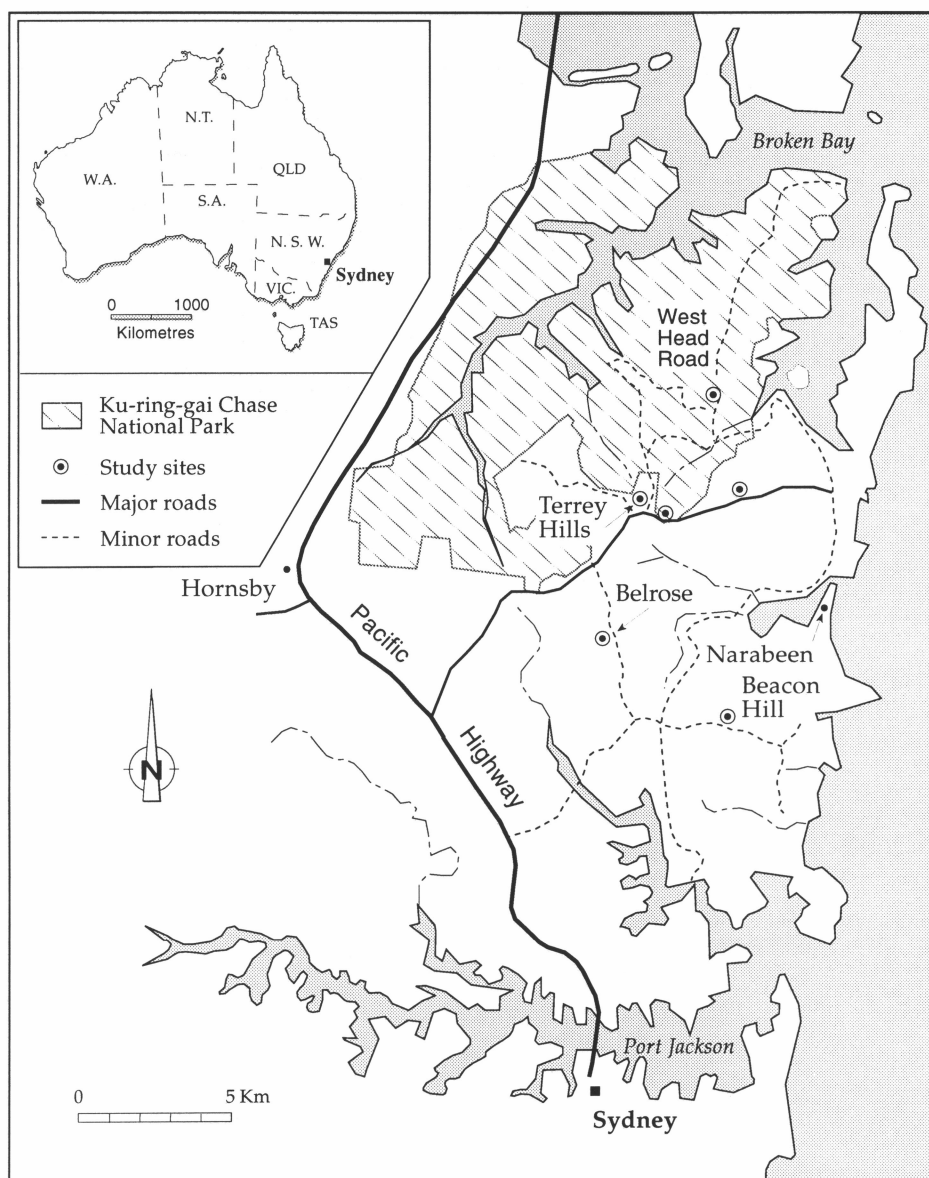 N.T.
W.A.
QLD
S.A.
N. S. W.
Sydney
VIC.
TAS
0 1000
Kilometres
Ku-ring-gai Chase
National Park
Study sites
Major roads
Minor roads
Broken Bay
West
Head
Road
Terrey
Hills
Hornsby
Belrose
Pacific
Narabeen
Beacon
Hill
Highway
N
Port Jackson
0 5 Km
Sydney